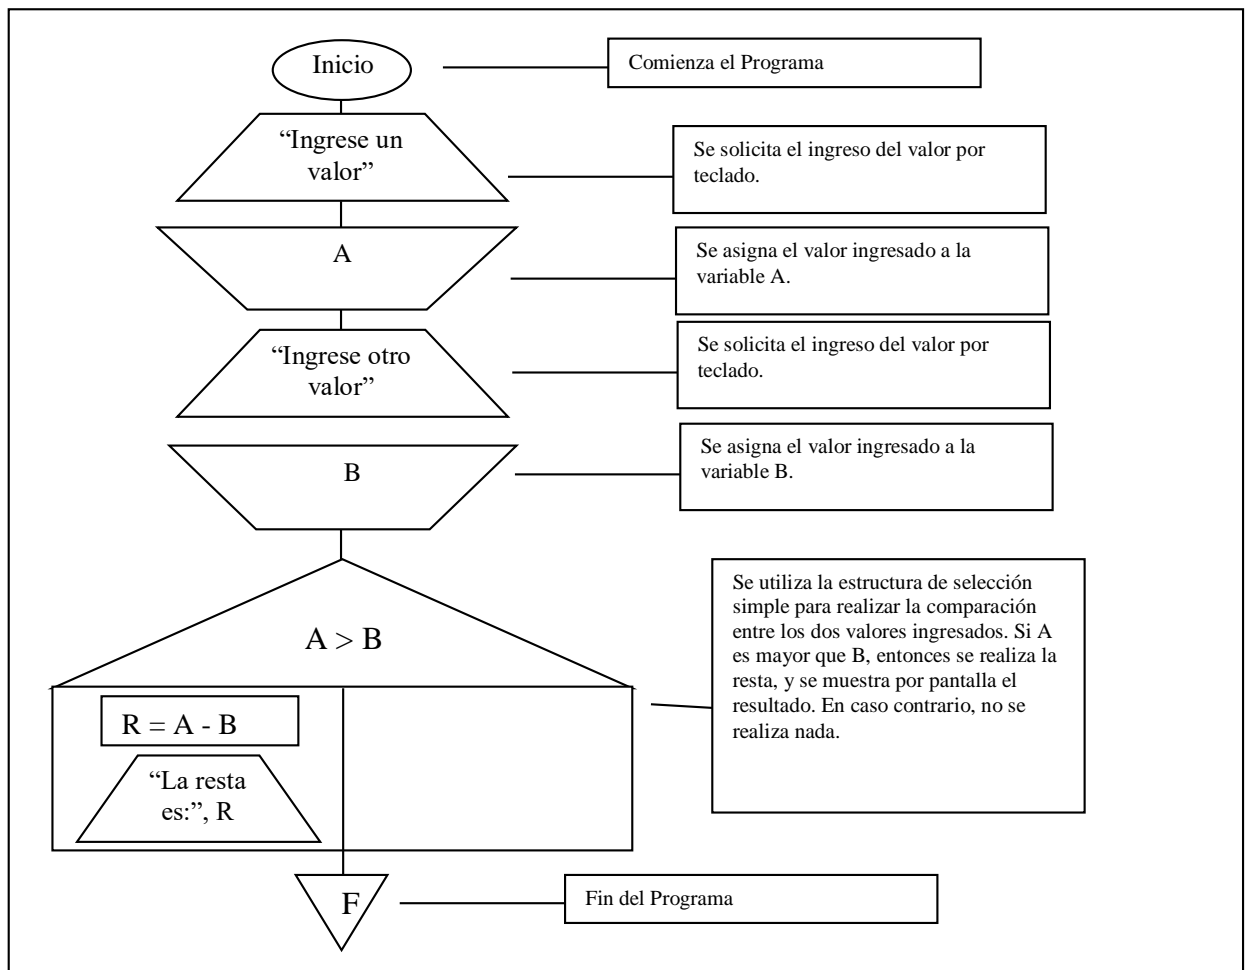 Inicio
Comienza el Programa
“Ingrese un
valor”
Se solicita el ingreso del valor por
teclado.
A
Se asigna el valor ingresado a la
variable A.
“Ingrese otro
valor”
Se solicita el ingreso del valor por
teclado.
B
Se asigna el valor ingresado a la
variable B.
A > B
Se utiliza la estructura de selección
simple para realizar la comparación
entre los dos valores ingresados. Si A
es mayor que B, entonces se realiza la
resta, y se muestra por pantalla el
resultado. En caso contrario, no se
realiza nada.
R = A - B
“La resta
es:”, R
F
Fin del Programa